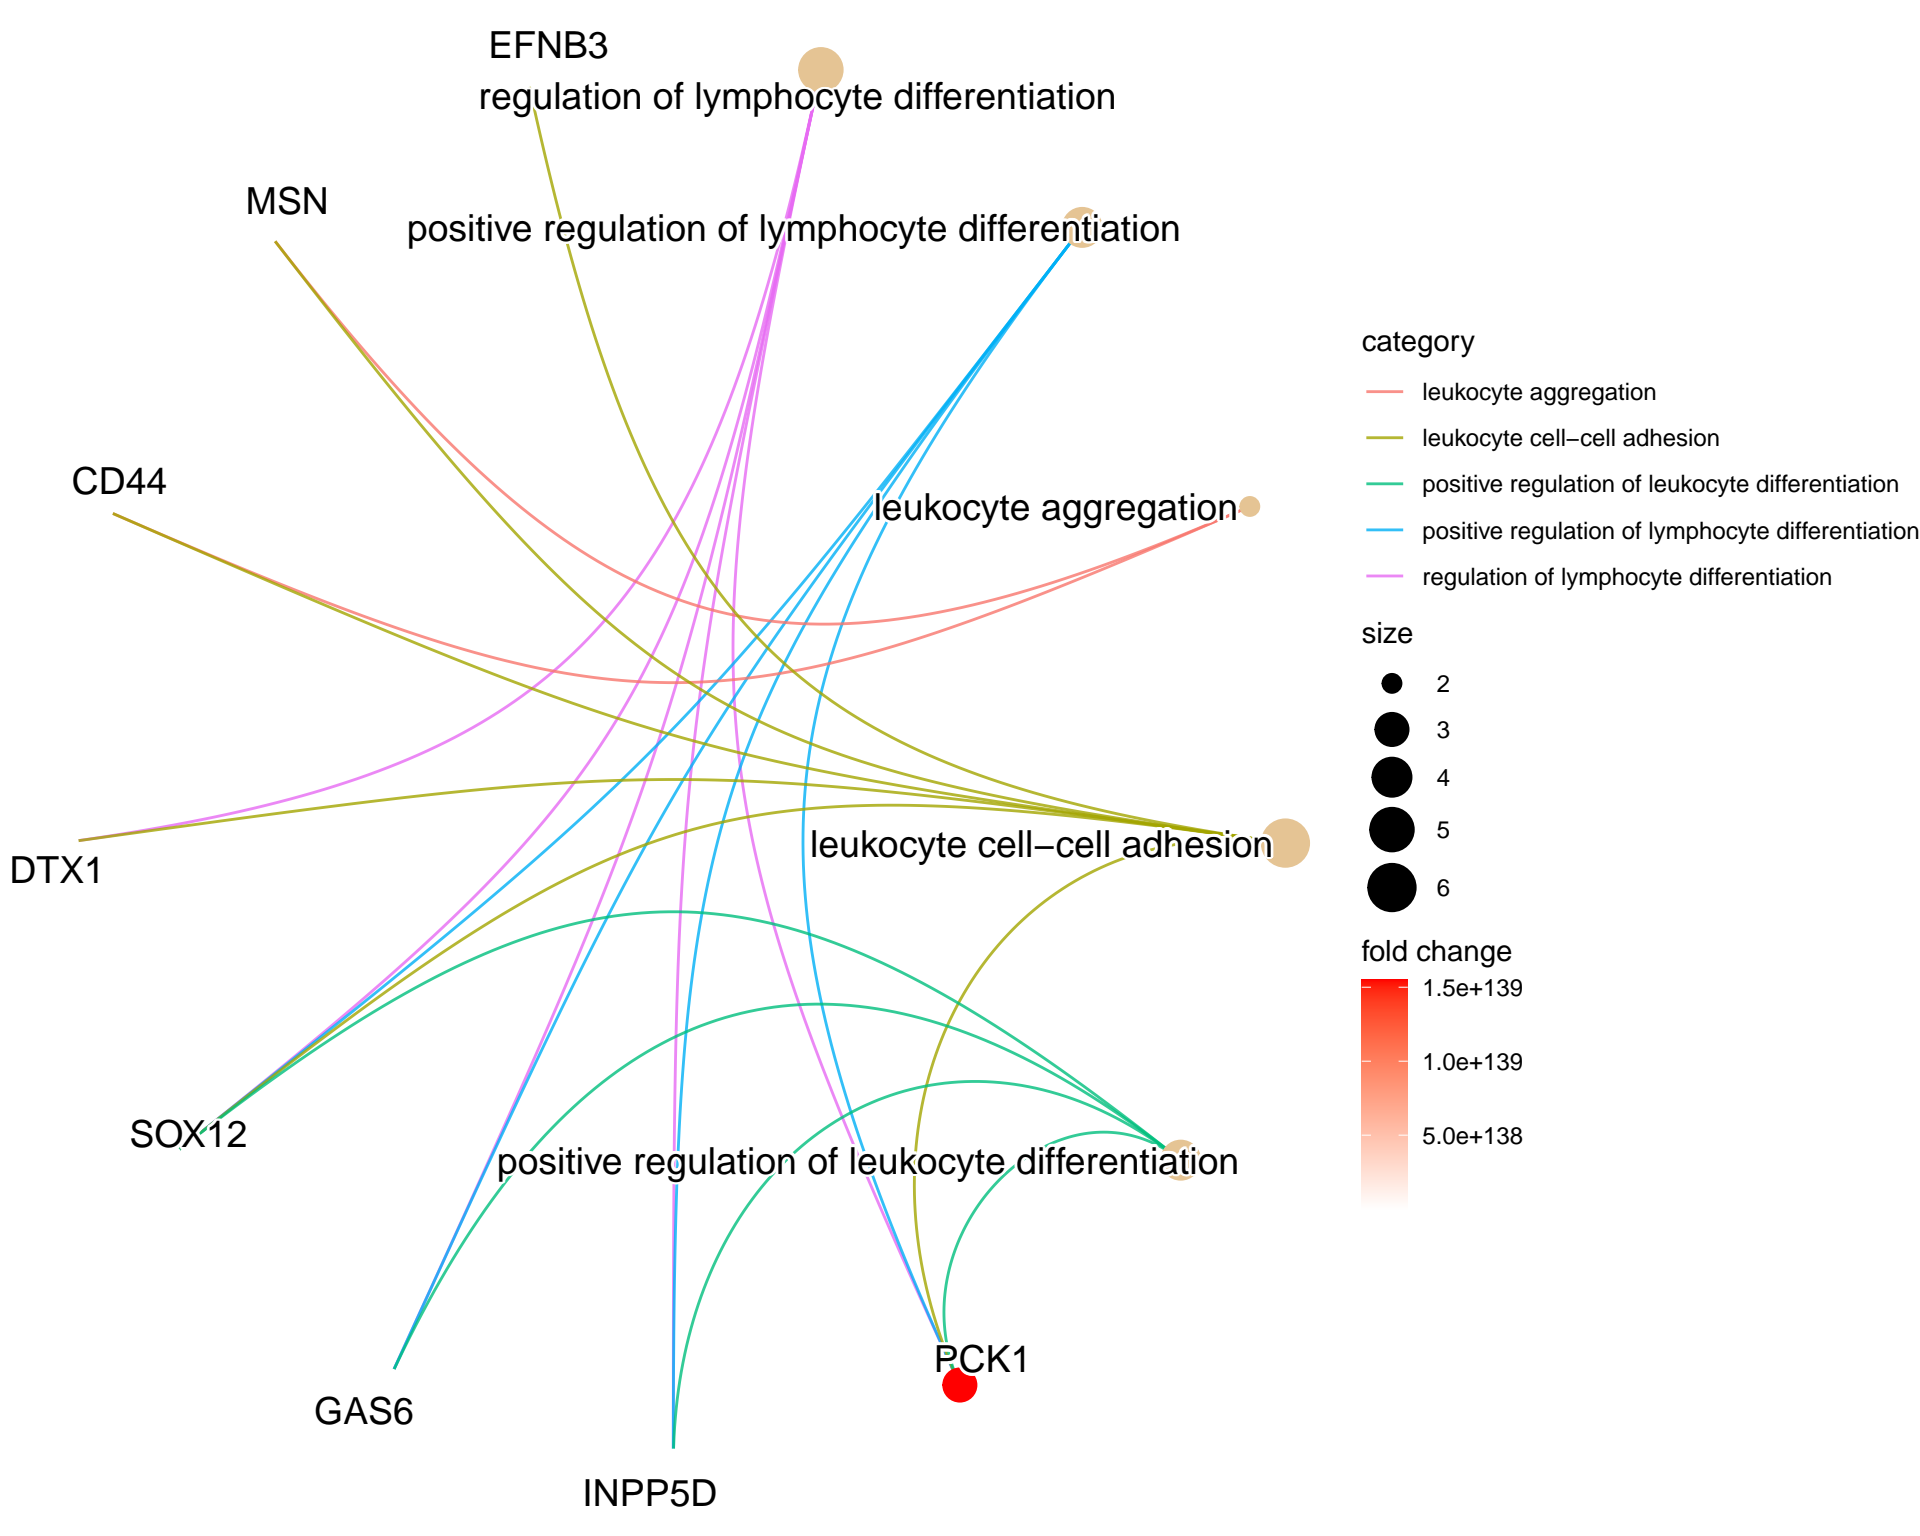 EFNB3
regulation of lymphocyte differentiation
MSN
positive regulation of lymphocyte differentiation
CD44
leukocyte aggregation
leukocyte cell−cell adhesion
DTX1
SOX12
positive regulation of leukocyte differentiation
PCK1
GAS6
INPP5D
category
leukocyte aggregation
leukocyte cell−cell adhesion
positive regulation of leukocyte differentiation
positive regulation of lymphocyte differentiation
regulation of lymphocyte differentiation
size
2
3
4
5
6
fold change
1.5e+139
1.0e+139
5.0e+138